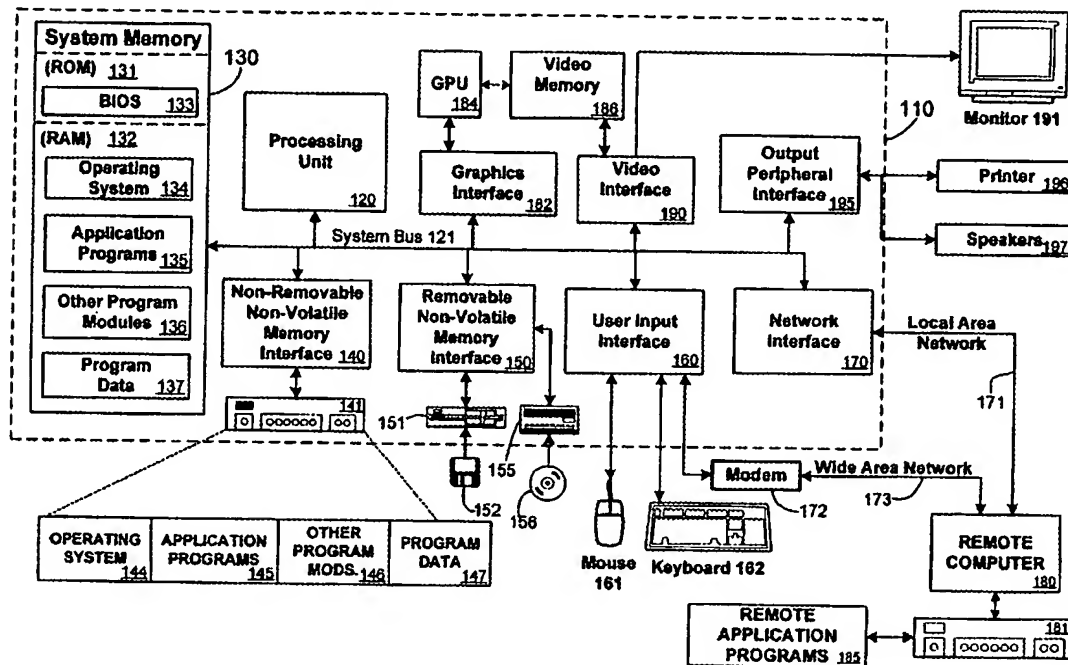 System Memory
(ROM) 131
BIOS 133
(RAM) 132
Operating
System 134
Application
Programs 135
Other Program
Modules 136
Program
Data 137
130
Processing
Unit
120
GPU
184
Video
Memory
186
Graphics
Interface
182
Video
Interface
190
Output
Peripheral
Interface
195
110
Monitor 191
Printer
196
Speakers
197
System Bus 121
Non-Removable
Non-Volatile
Memory
Interface 140
Removable
Non-Volatile
Memory
Interface 150
User Input
Interface
160
Network
Interface
170
Local Area
Network
171
141
151
152
155
156
Modem
172
Wide Area Network
173
Mouse
161
Keyboard 162
OPERATING
SYSTEM 144
APPLICATION
PROGRAMS 145
OTHER
PROGRAM
MODS. 146
PROGRAM
DATA 147
REMOTE
COMPUTER
180
181
REMOTE
APPLICATION
PROGRAMS 185